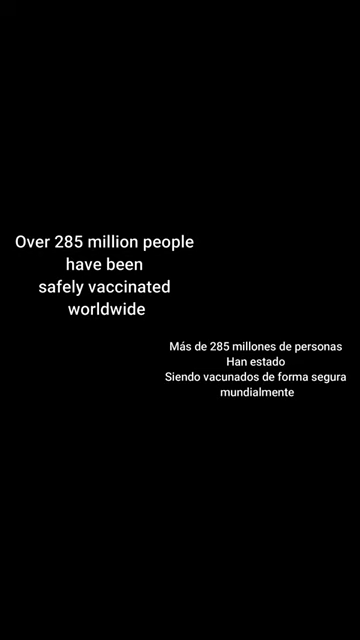 Over 285 million people
have been
safely vaccinated
worldwide
Más de 285 millones de personas
Han estado
Siendo vacunados de forma segura
mundialmente